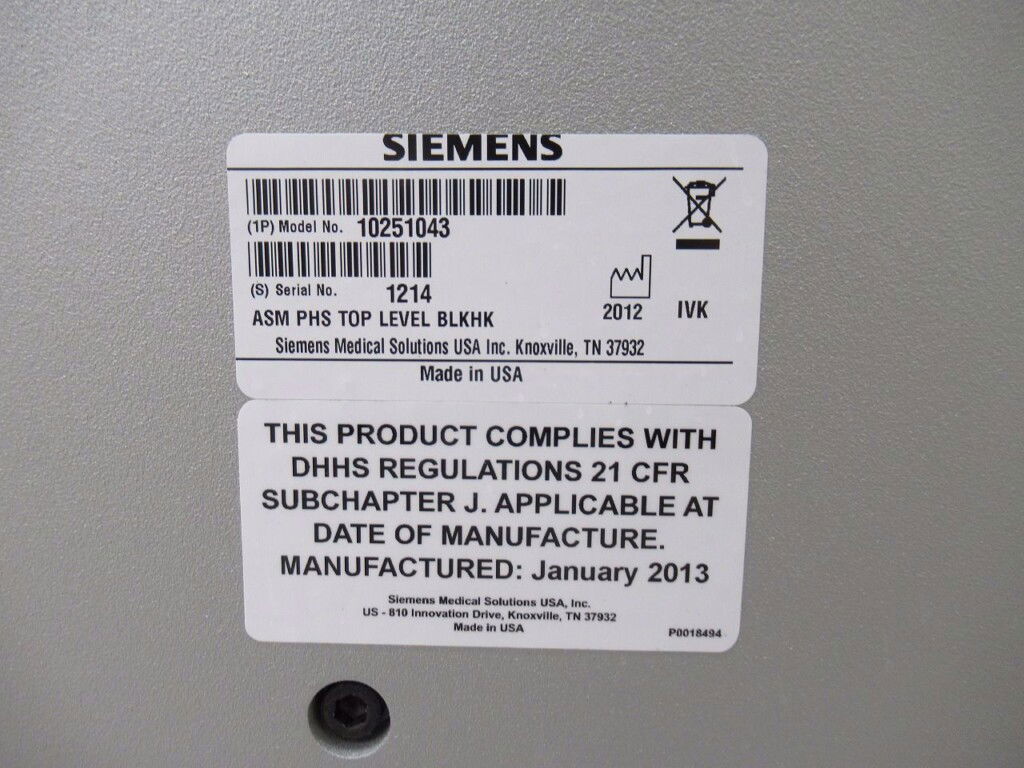 SIEMENS
(1P) Model No. 10251043
(S) Serial No. 1214
ASM PHS TOP LEVEL BLKHK
2012 IVK
Siemens Medical Solutions USA Inc. Knoxville, TN 37932
Made in USA
THIS PRODUCT COMPLIES WITH
DHHS REGULATIONS 21 CFR
SUBCHAPTER J. APPLICABLE AT
DATE OF MANUFACTURE.
MANUFACTURED: January 2013
Siemens Medical Solutions USA, Inc.
US - 810 Innovation Drive, Knoxville, TN 37932
Made in USA
P0018494